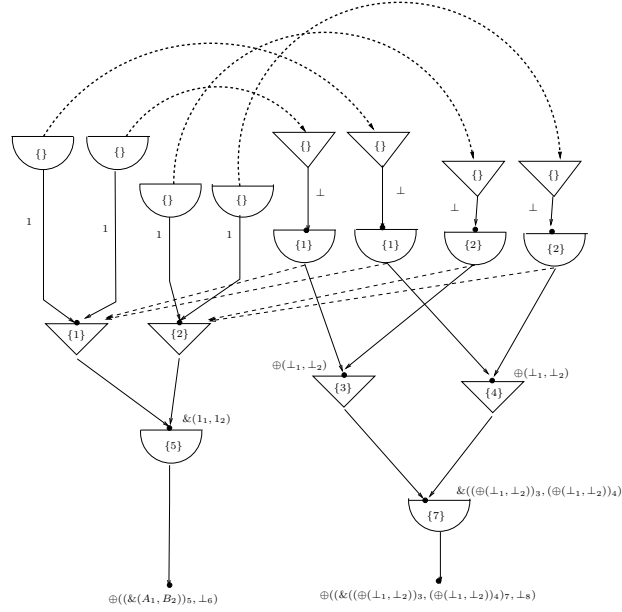 {} {} {} {} {} {}
{} {}
1 1 1 1 ⊥ ⊥ ⊥ ⊥
{1} {1} {2} {2}
{1} {2}
⊕(⊥₁, ⊥₂) ⊕(⊥₁, ⊥₂)
{3} {4}
&(1₁, 1₂)
{5}
&((⊕(⊥₁, ⊥₂))₃, (⊕(⊥₁, ⊥₂))₄)
{7}
⊕((&(A₁, B₂))₅, ⊥₆) ⊕((&((⊕(⊥₁, ⊥₂))₃, (⊕(⊥₁, ⊥₂))₄)₇, ⊥₈)